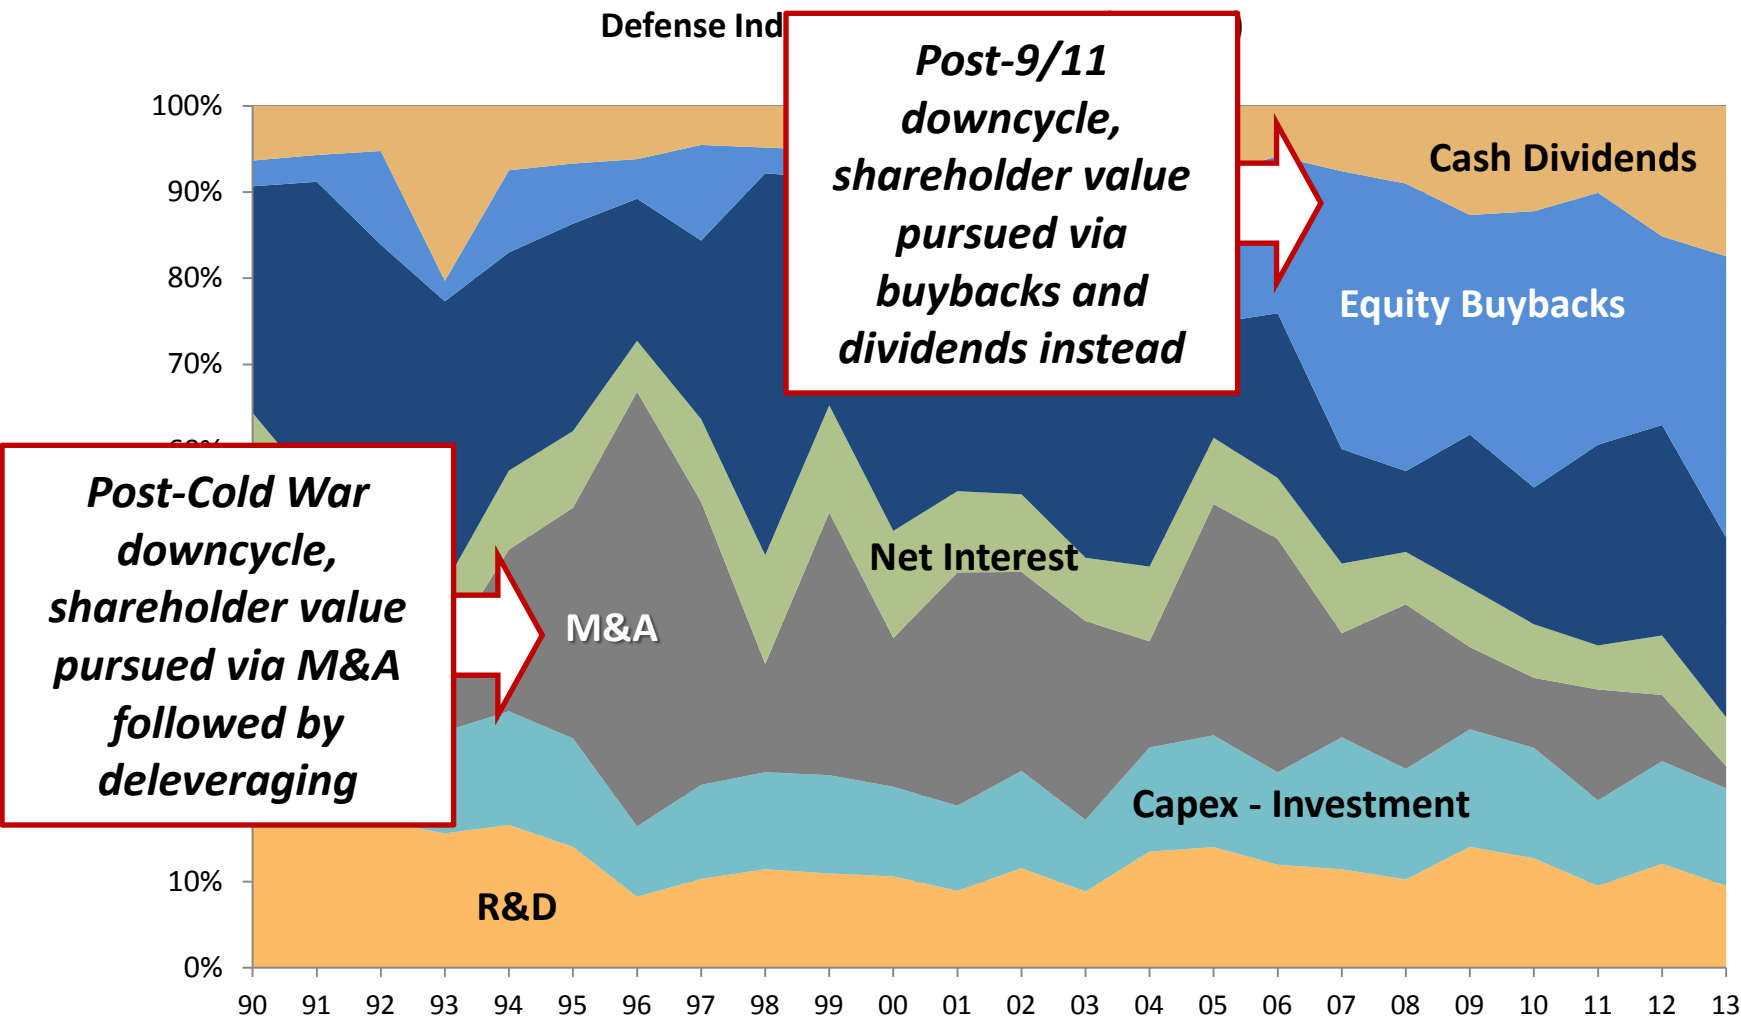 Defense Ind
)
Post-9/11
downcycle,
shareholder value
pursued via
buybacks and
dividends instead
100%
90%
80%
70%
Cash Dividends
Equity Buybacks
Post-Cold War
downcycle,
shareholder value
pursued via M&A
followed by
deleveraging
Net Interest
M&A
Capex - Investment
R&D
10%
0%
90 91 92 93 94 95 96 97 98 99 00 01 02 03 04 05 06 07 08 09 10 11 12 13